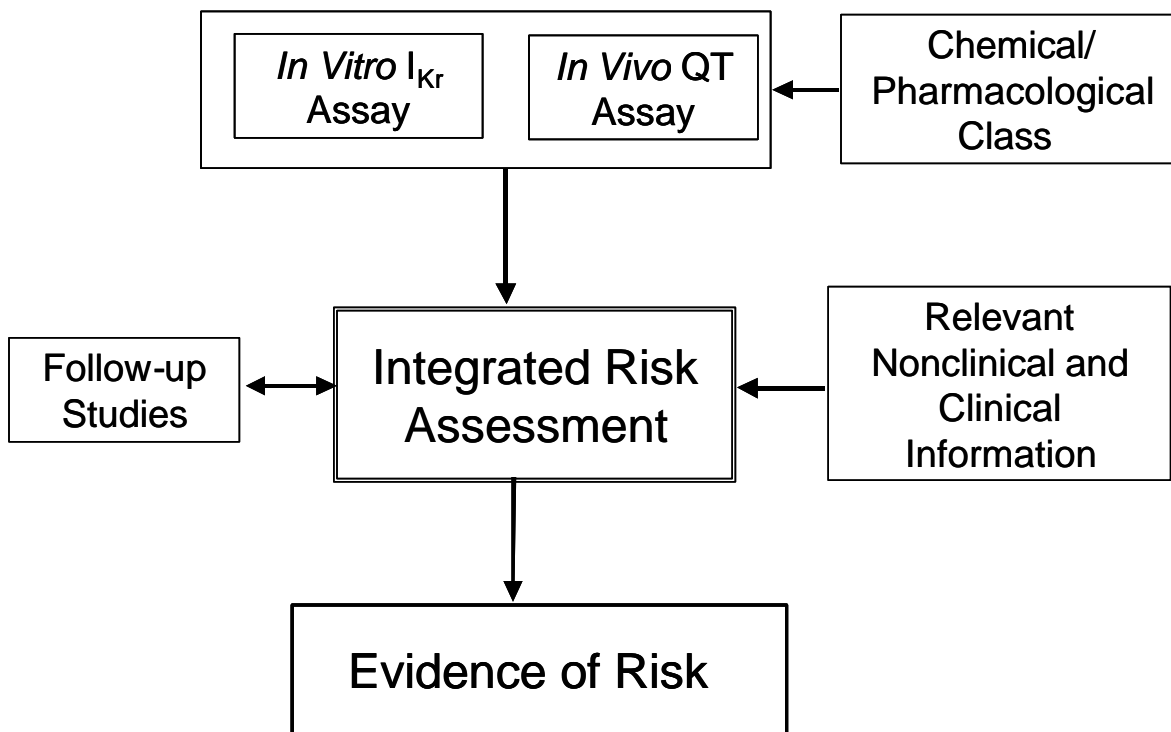 In Vitro IKr
Assay
In Vivo QT
Assay
Chemical/
Pharmacological
Class
Follow-up
Studies
Integrated Risk
Assessment
Relevant
Nonclinical and
Clinical
Information
Evidence of Risk